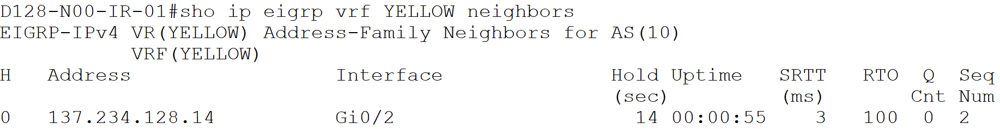 D128-N00-IR-01#sho ip eigrp vrf YELLOW neighbors
EIGRP-IPv4 VR(YELLOW) Address-Family Neighbors for AS(10)
           VRF(YELLOW)
H   Address                 Interface              Hold Uptime   SRTT   RTO  Q  Seq
                                                   (sec)         (ms)       Cnt Num
0   137.234.128.14          Gi0/2                    14 00:00:55    3   100  0  2